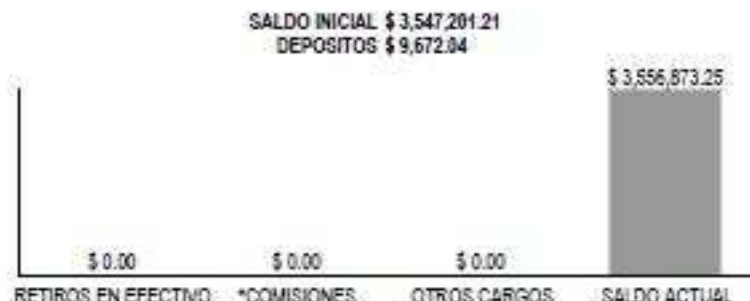 SALDO INICIAL $ 3,547,201.21
DEPOSITOS $ 9,672.04
$ 3,556,873.25
$ 0.00 $ 0.00 $ 0.00
RETIROS EN EFECTIVO *COMISIONES OTROS CARGOS SALDO ACTUAL